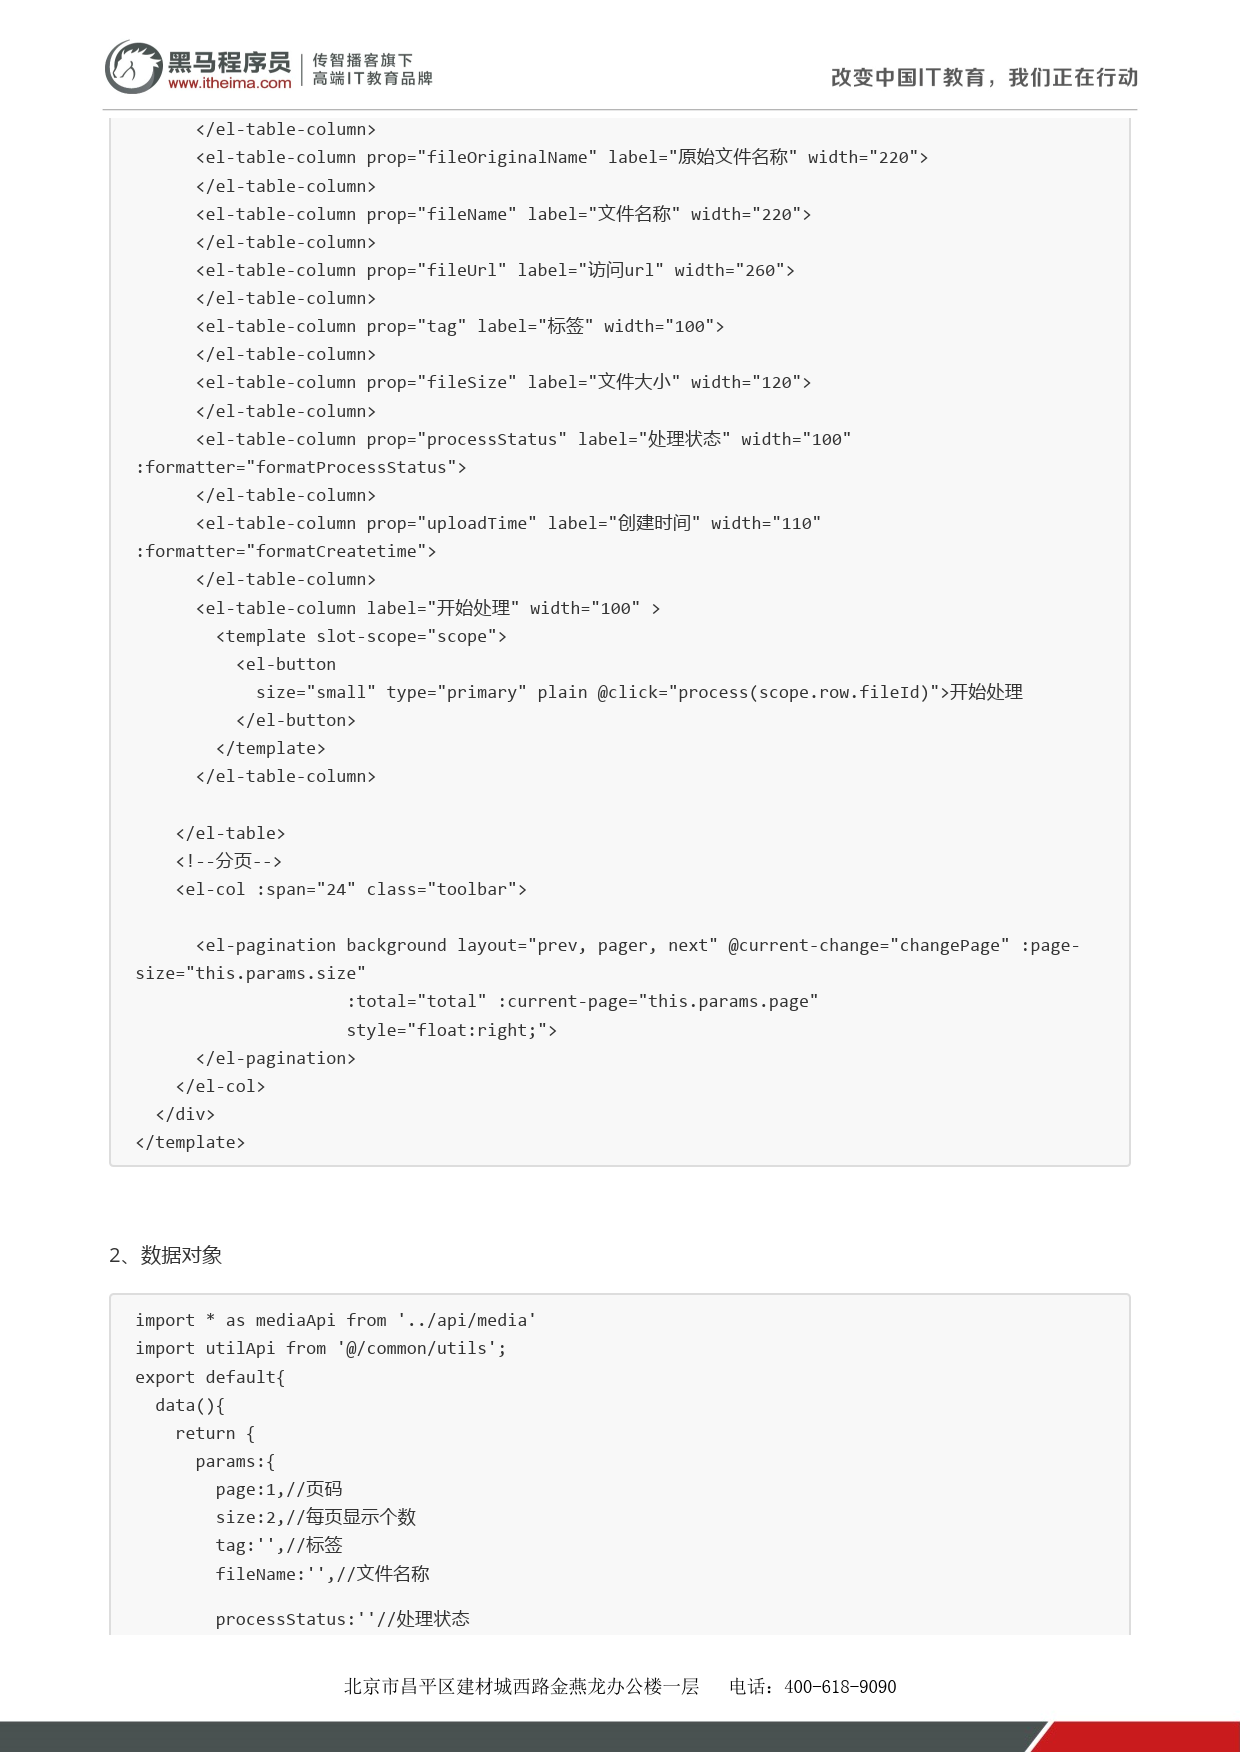 黑马程序员
www.itheima.com
传智播客旗下
高端IT教育品牌
改变中国IT教育，我们正在行动
      </el-table-column>
      <el-table-column prop="fileOriginalName" label="原始文件名称" width="220">
      </el-table-column>
      <el-table-column prop="fileName" label="文件名称" width="220">
      </el-table-column>
      <el-table-column prop="fileUrl" label="访问url" width="260">
      </el-table-column>
      <el-table-column prop="tag" label="标签" width="100">
      </el-table-column>
      <el-table-column prop="fileSize" label="文件大小" width="120">
      </el-table-column>
      <el-table-column prop="processStatus" label="处理状态" width="100"
:formatter="formatProcessStatus">
      </el-table-column>
      <el-table-column prop="uploadTime" label="创建时间" width="110"
:formatter="formatCreatetime">
      </el-table-column>
      <el-table-column label="开始处理" width="100" >
        <template slot-scope="scope">
          <el-button
            size="small" type="primary" plain @click="process(scope.row.fileId)">开始处理
          </el-button>
        </template>
      </el-table-column>

    </el-table>
    <!--分页-->
    <el-col :span="24" class="toolbar">

      <el-pagination background layout="prev, pager, next" @current-change="changePage" :page-
size="this.params.size"
                     :total="total" :current-page="this.params.page"
                     style="float:right;">
      </el-pagination>
    </el-col>
  </div>
</template>
2、数据对象
import * as mediaApi from '../api/media'
import utilApi from '@/common/utils';
export default{
  data(){
    return {
      params:{
        page:1,//页码
        size:2,//每页显示个数
        tag:'',//标签
        fileName:'',//文件名称
        processStatus:''//处理状态
北京市昌平区建材城西路金燕龙办公楼一层 电话：400-618-9090